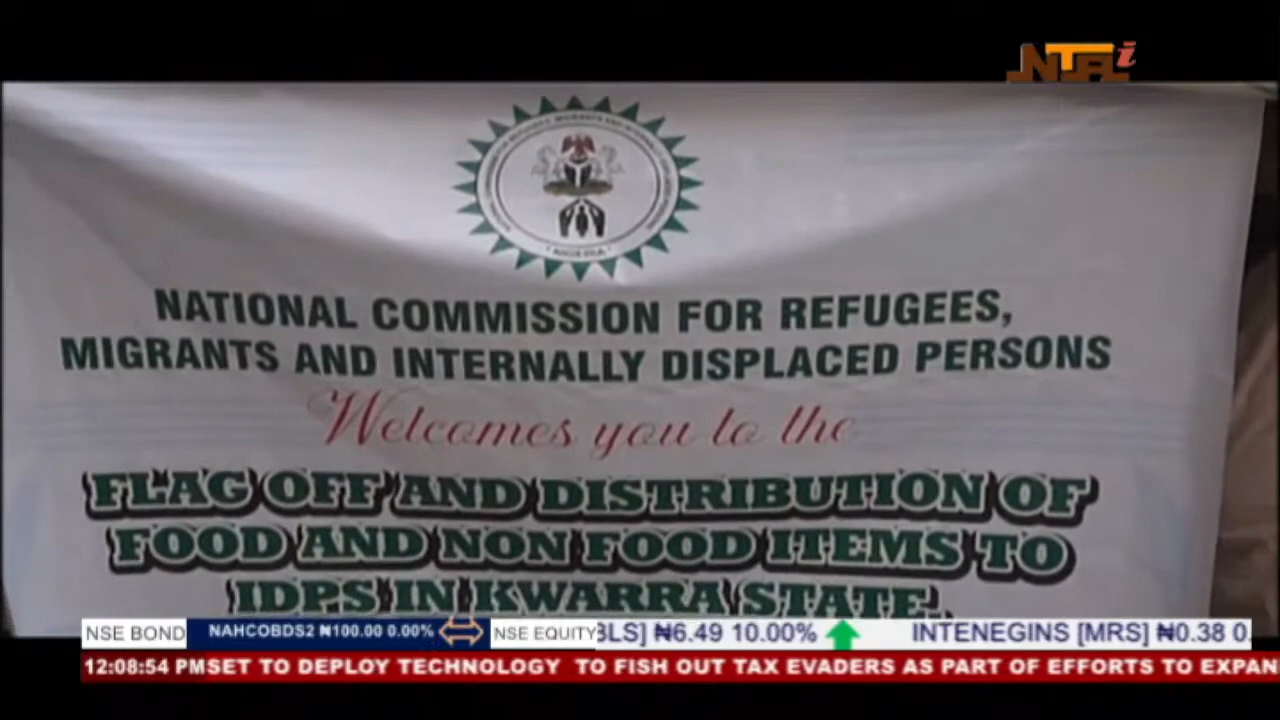 NTA i
NATIONAL COMMISSION FOR REFUGEES,
MIGRANTS AND INTERNALLY DISPLACED PERSONS
Welcomes you to the
FLAG OFF AND DISTRIBUTION OF
FOOD AND NON FOOD ITEMS TO
IDPS IN KWARRA STATE.
NSE BOND NAHCOBDS2 ₦100.00 0.00% NSE EQUITY BLS] ₦6.49 10.00% INTENEGINS [MRS] ₦0.38 0.
12:08:54 PM SET TO DEPLOY TECHNOLOGY TO FISH OUT TAX EVADERS AS PART OF EFFORTS TO EXPAN